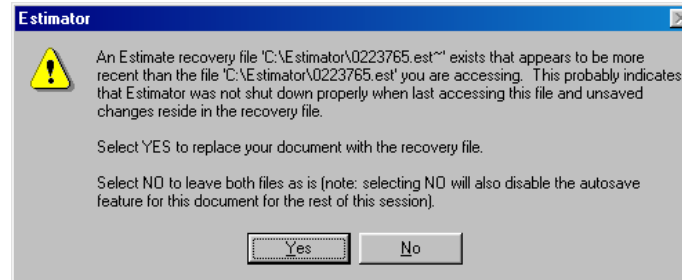 Estimator
An Estimate recovery file 'C:\Estimator\0223765.est~' exists that appears to be more
recent than the file 'C:\Estimator\0223765.est' you are accessing.  This probably indicates
that Estimator was not shut down properly when last accessing this file and unsaved
changes reside in the recovery file.
Select YES to replace your document with the recovery file.
Select NO to leave both files as is (note: selecting NO will also disable the autosave
feature for this document for the rest of this session).
Yes No